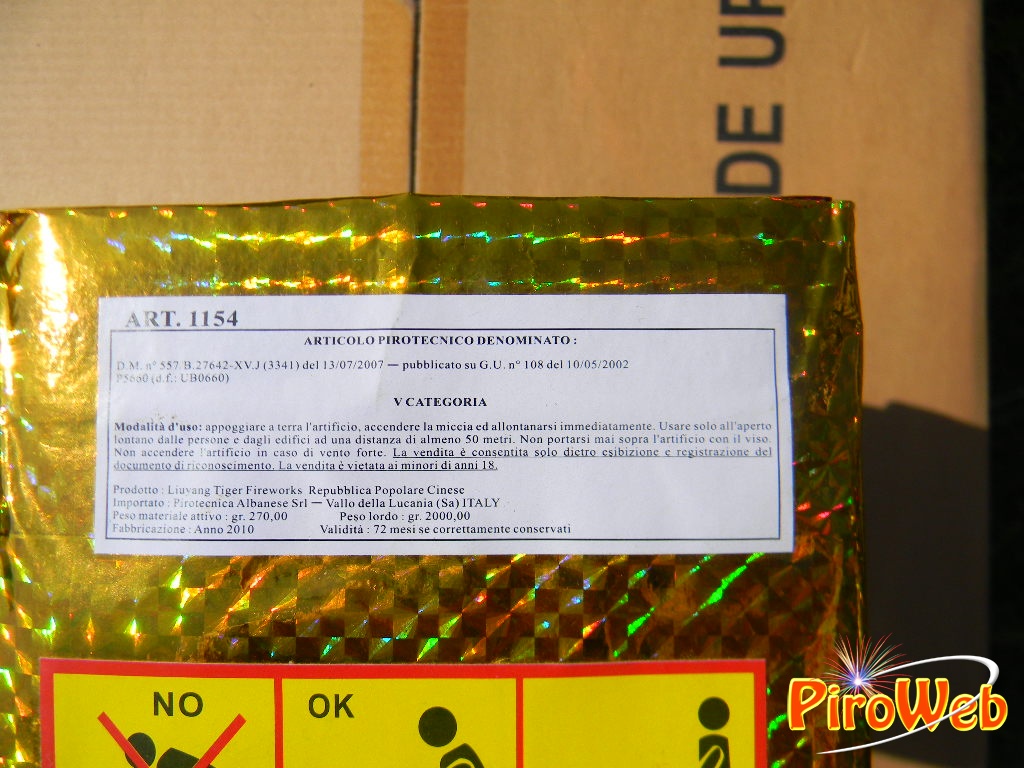 DE UR
ART. 1154
ARTICOLO PIROTECNICO DENOMINATO :
D.M. n° 557 B.27642-XV.J (3341) del 13/07/2007 — pubblicato su G.U. n° 108 del 10/05/2002
P5660 (d.f.: UB0660)
V CATEGORIA
Modalità d'uso: appoggiare a terra l'artificio, accendere la miccia ed allontanarsi immediatamente. Usare solo all'aperto
lontano dalle persone e dagli edifici ad una distanza di almeno 50 metri. Non portarsi mai sopra l'artificio con il viso.
Non accendere l'artificio in caso di vento forte. La vendita è consentita solo dietro esibizione e registrazione del
documento di riconoscimento. La vendita è vietata ai minori di anni 18.
Prodotto : Liuyang Tiger Fireworks Repubblica Popolare Cinese
Importato : Pirotecnica Albanese Srl — Vallo della Lucania (Sa) ITALY
Peso materiale attivo : gr. 270,00 Peso lordo : gr. 2000,00
Fabbricazione : Anno 2010 Validità : 72 mesi se correttamente conservati
NO OK
PiroWeb